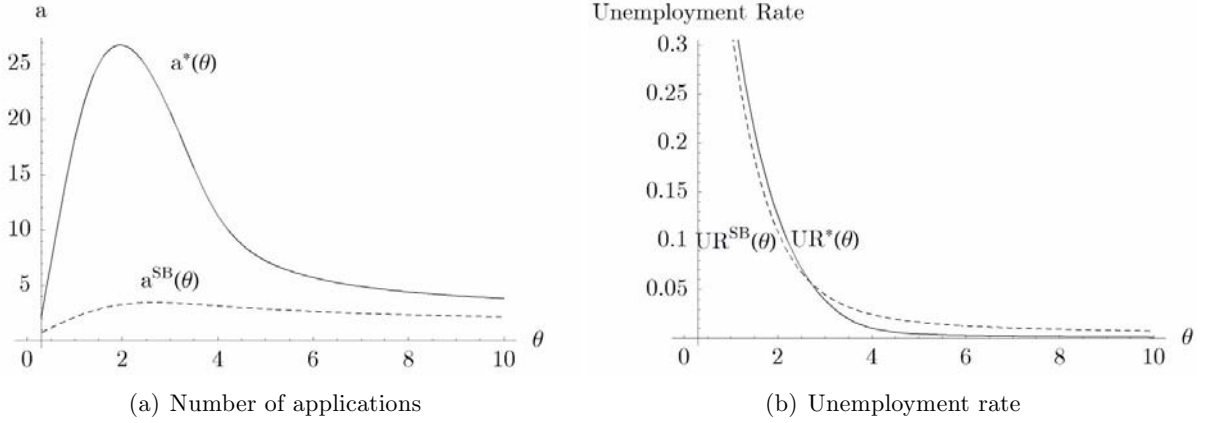 a
25
20
15
10
5
a*(θ)
a^SB(θ)
0 2 4 6 8 10 θ
(a) Number of applications
Unemployment Rate
0.3
0.25
0.2
0.15
0.1
0.05
UR^SB(θ) UR*(θ)
0 2 4 6 8 10 θ
(b) Unemployment rate